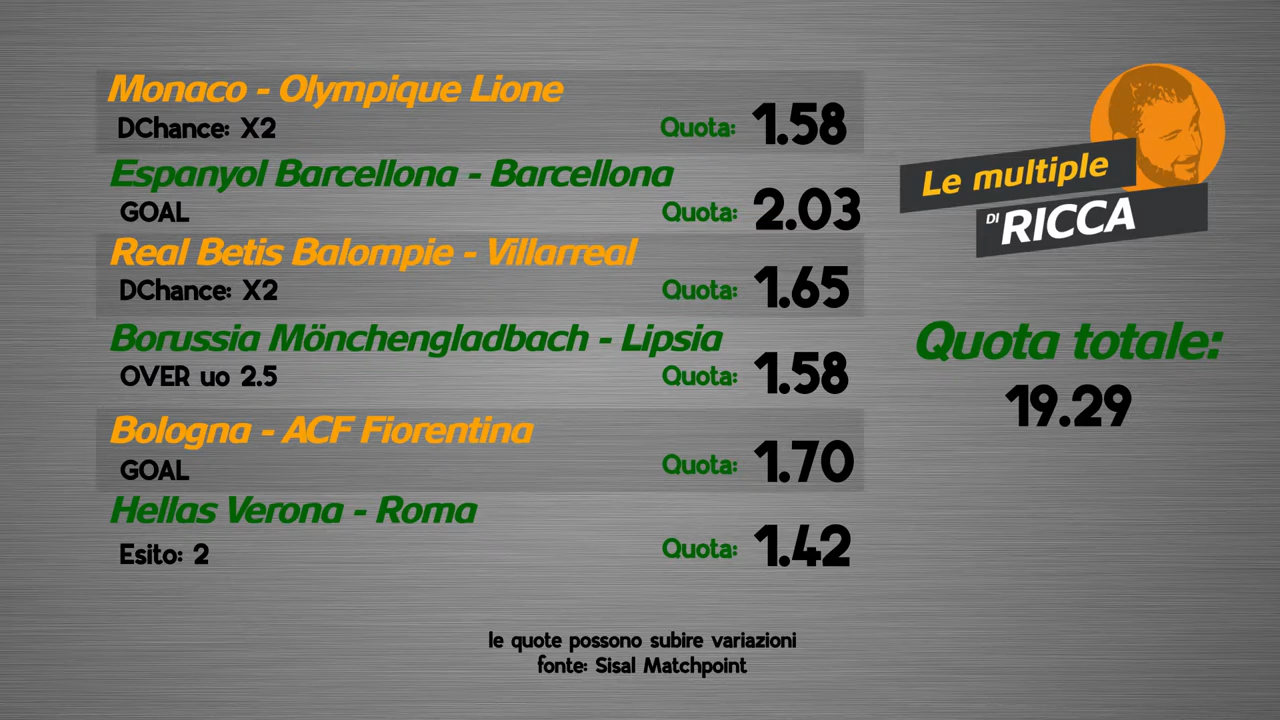 Monaco - Olympique Lione
DChance: X2
Quota: 1.58
Espanyol Barcellona - Barcellona
GOAL
Quota: 2.03
Real Betis Balompie - Villarreal
DChance: X2
Quota: 1.65
Borussia Mönchengladbach - Lipsia
OVER uo 2.5
Quota: 1.58
Bologna - ACF Fiorentina
GOAL
Quota: 1.70
Hellas Verona - Roma
Esito: 2
Quota: 1.42
Le multiple
DI RICCA
Quota totale:
19.29
le quote possono subire variazioni
fonte: Sisal Matchpoint